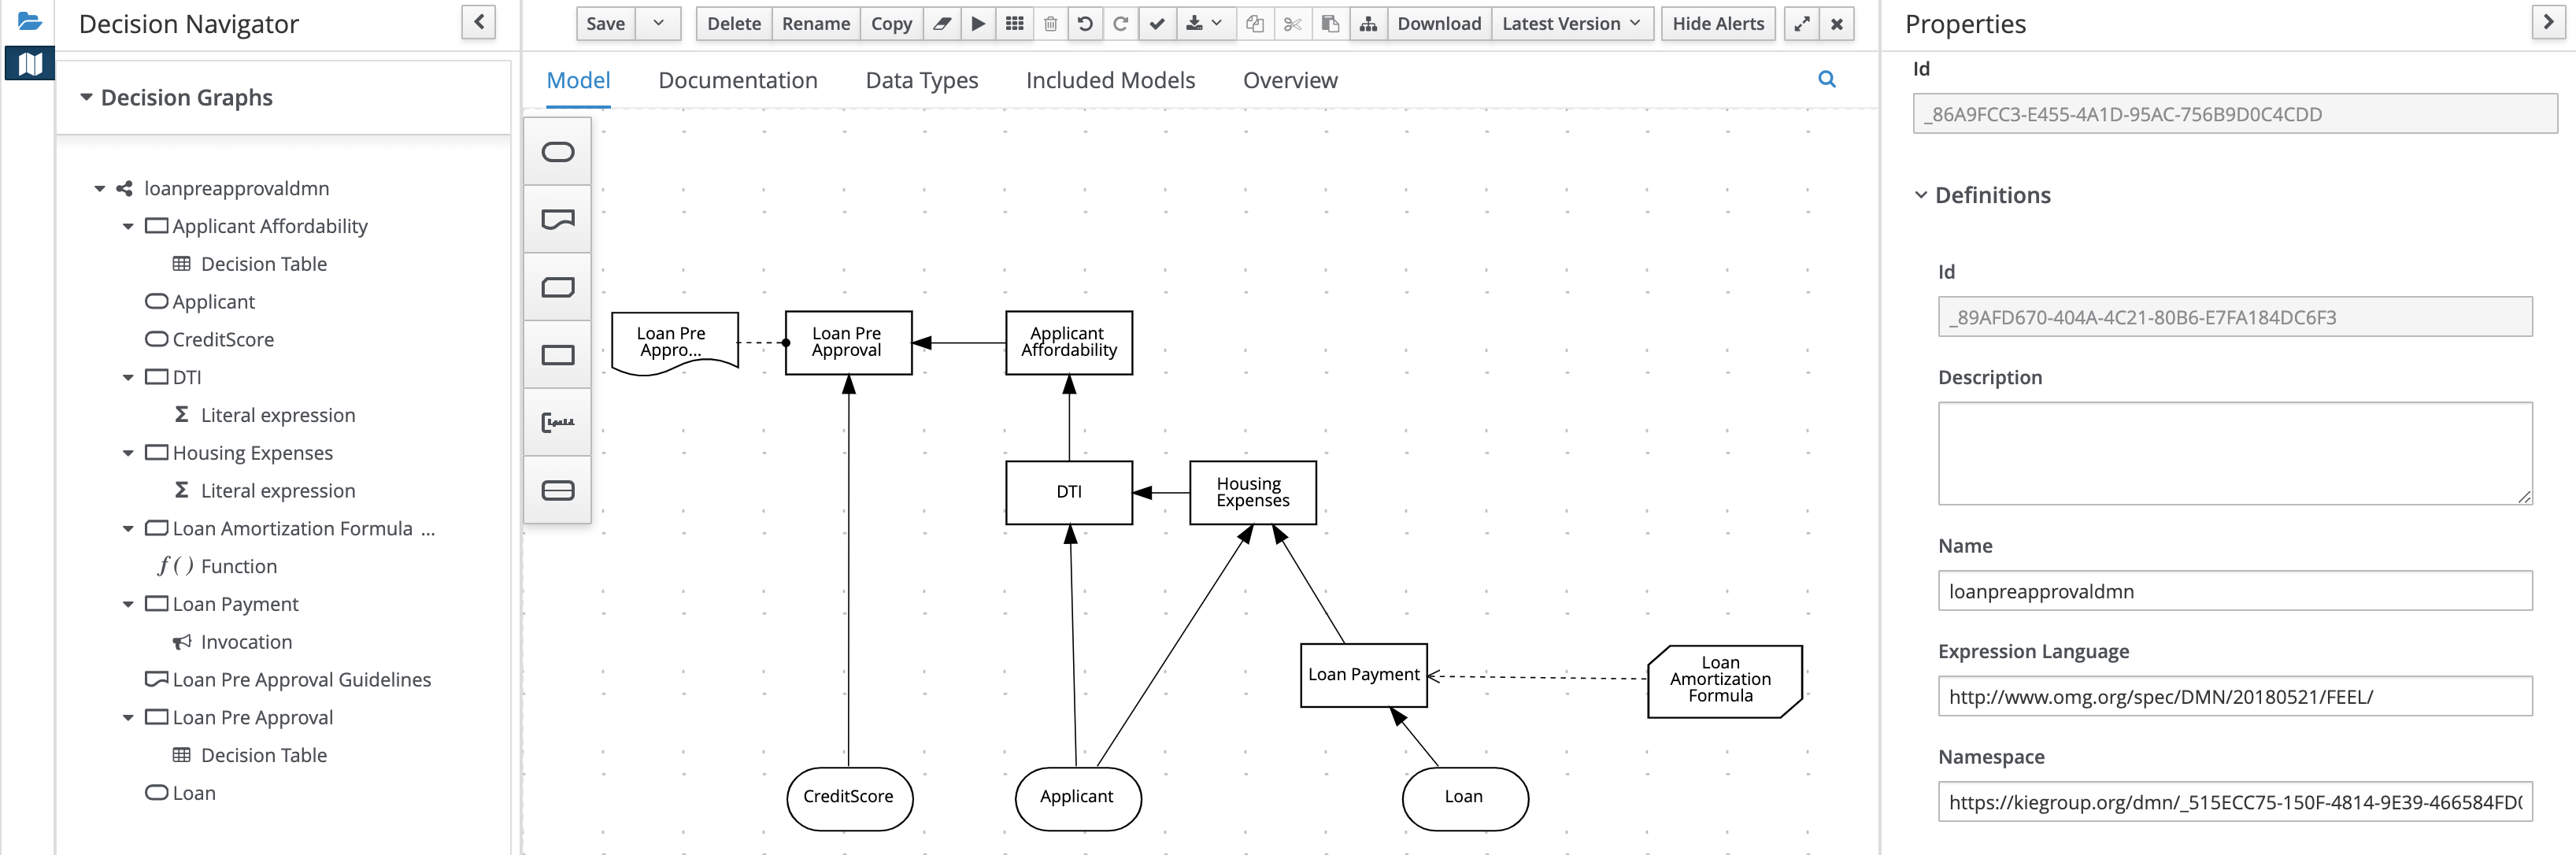 Decision Navigator
Decision Graphs
loanpreapprovaldmn
Applicant Affordability
Decision Table
Applicant
CreditScore
DTI
Σ Literal expression
Housing Expenses
Σ Literal expression
Loan Amortization Formula ...
f ( ) Function
Loan Payment
Invocation
Loan Pre Approval Guidelines
Loan Pre Approval
Decision Table
Loan
Save
Delete
Rename
Copy
Download
Latest Version
Hide Alerts
Model
Documentation
Data Types
Included Models
Overview
Loan Pre
Appro...
Loan Pre
Approval
Applicant
Affordability
DTI
Housing
Expenses
Loan Payment
Loan
Amortization
Formula
CreditScore
Applicant
Loan
Properties
Id
_86A9FCC3-E455-4A1D-95AC-756B9D0C4CDD
Definitions
Id
_89AFD670-404A-4C21-80B6-E7FA184DC6F3
Description
Name
loanpreapprovaldmn
Expression Language
http://www.omg.org/spec/DMN/20180521/FEEL/
Namespace
https://kiegroup.org/dmn/_515ECC75-150F-4814-9E39-466584FD